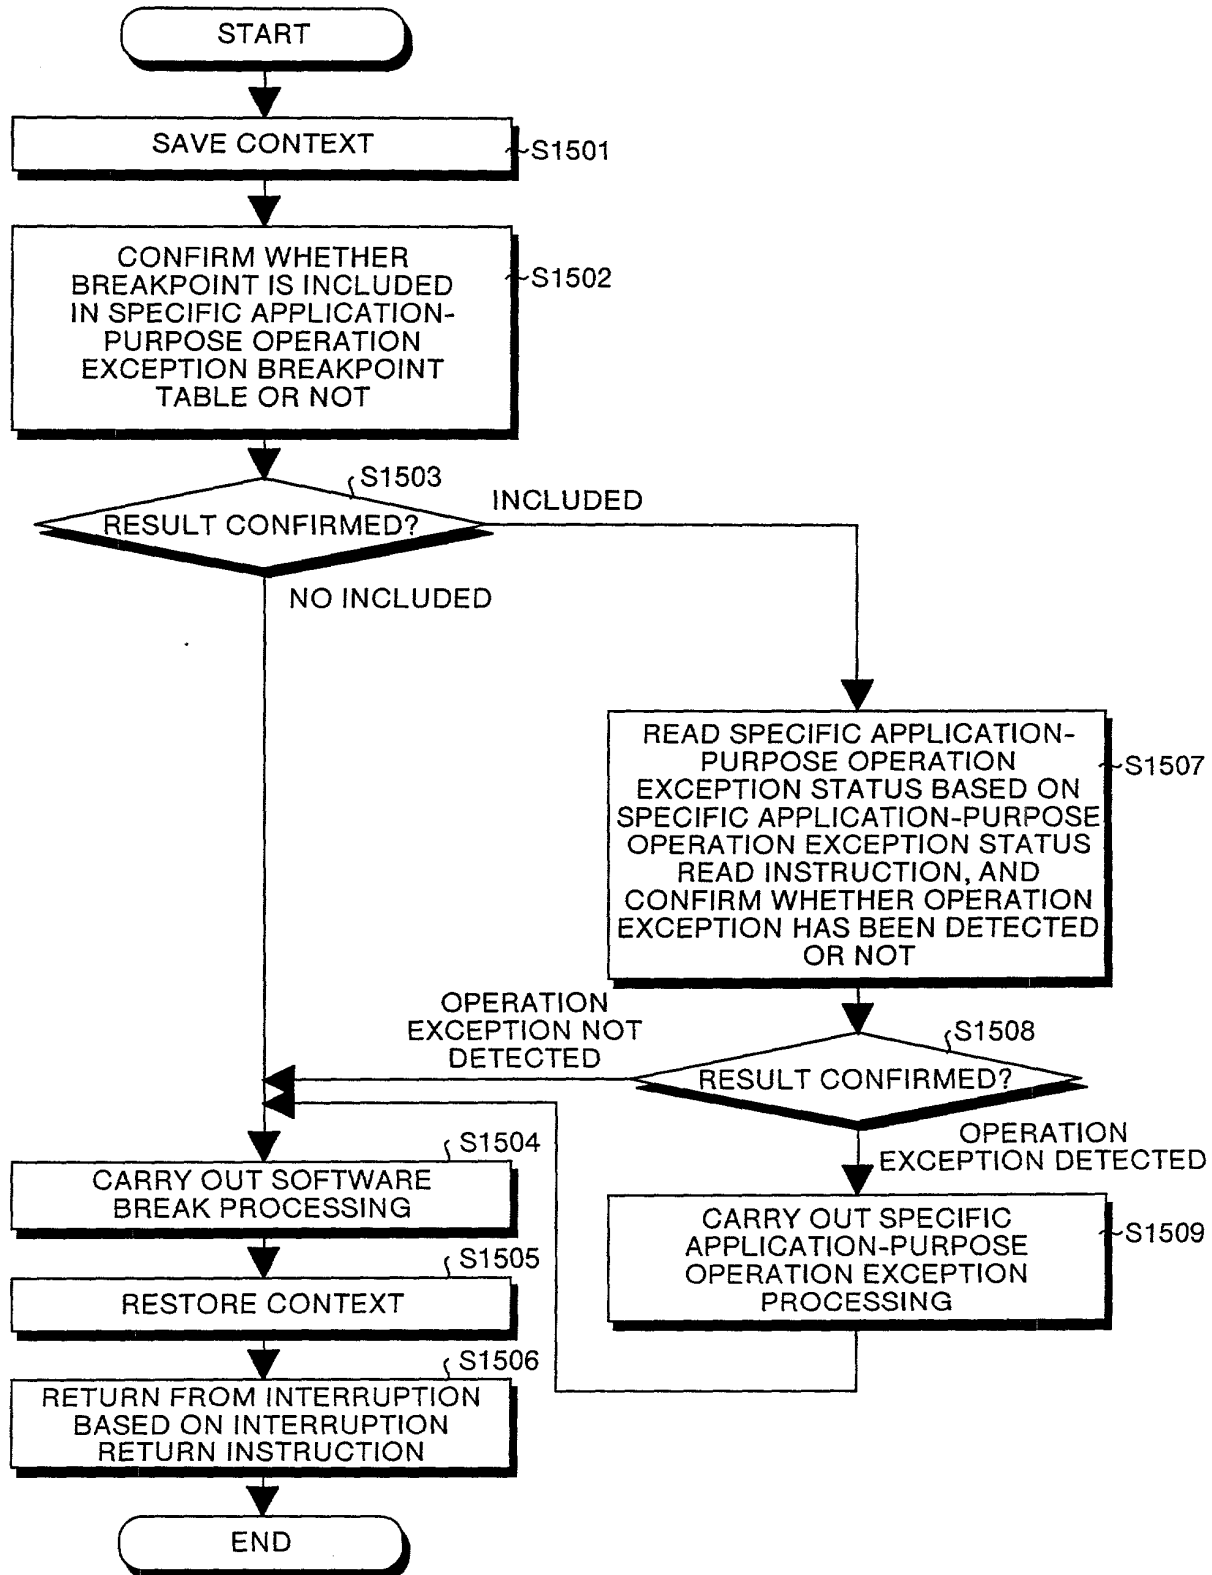 START
SAVE CONTEXT
S1501
CONFIRM WHETHER
BREAKPOINT IS INCLUDED
IN SPECIFIC APPLICATION-
PURPOSE OPERATION
EXCEPTION BREAKPOINT
TABLE OR NOT
S1502
S1503
RESULT CONFIRMED?
INCLUDED
NO INCLUDED
READ SPECIFIC APPLICATION-
PURPOSE OPERATION
EXCEPTION STATUS BASED ON
SPECIFIC APPLICATION-PURPOSE
OPERATION EXCEPTION STATUS
READ INSTRUCTION, AND
CONFIRM WHETHER OPERATION
EXCEPTION HAS BEEN DETECTED
OR NOT
S1507
OPERATION
EXCEPTION NOT
DETECTED
S1508
RESULT CONFIRMED?
OPERATION
EXCEPTION DETECTED
S1504
CARRY OUT SOFTWARE
BREAK PROCESSING
CARRY OUT SPECIFIC
APPLICATION-PURPOSE
OPERATION EXCEPTION
PROCESSING
S1509
S1505
RESTORE CONTEXT
S1506
RETURN FROM INTERRUPTION
BASED ON INTERRUPTION
RETURN INSTRUCTION
END